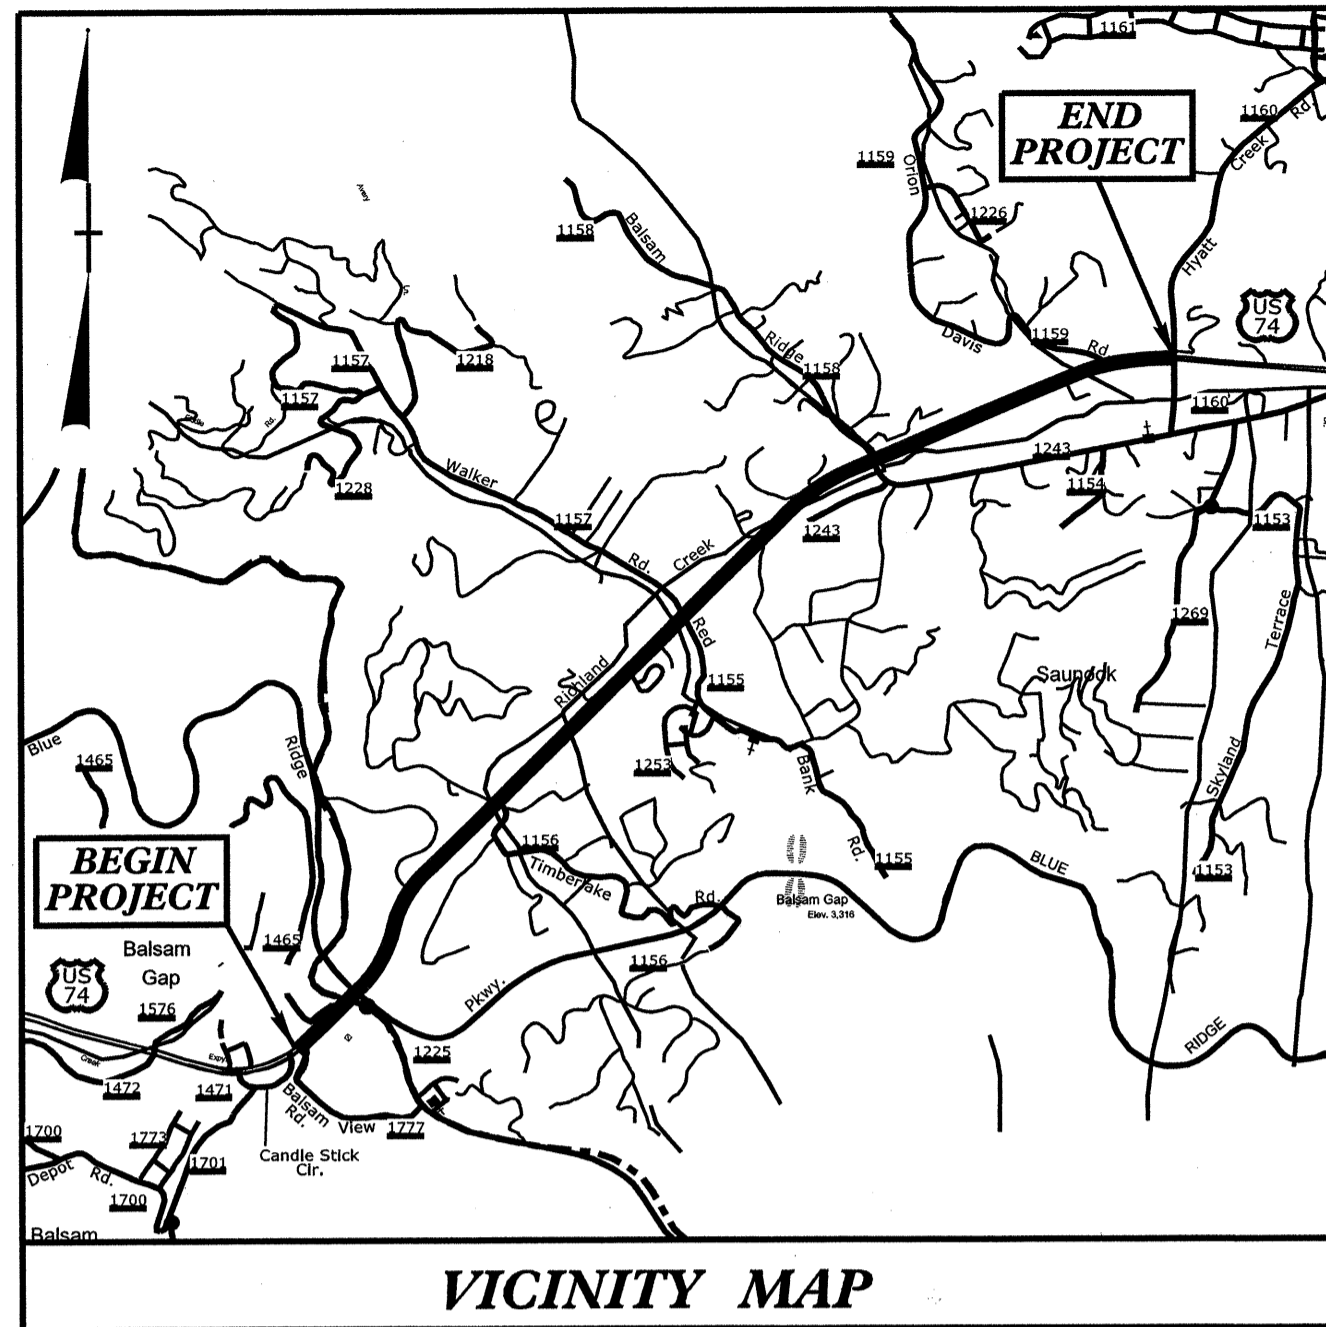 1161
END
PROJECT
1160
Rd.
Creek
1159
Orion
1226
Avery
1158
Balsam
Hyatt
US
74
Ridge
1158
Davis
1159
Rd
1157
1218
1157
Rd.
1160
1243
1154
1228
Walker
1157
Rd.
Creek
1243
1153
Red
1269
Terrace
Saunook
Richland
1155
Blue
1465
Ridge
1253
Bank
Skyland
BEGIN
PROJECT
1156
Timberlake
Rd.
Rd.
1155
BLUE
1153
Balsam Gap
Elev. 3,316
1465
Balsam
Gap
US
74
1576
1156
Pkwy.
RIDGE
Creek
Expy
1225
1472
1471
Balsam
Rd.
View
1777
1700
1773
1701
Candle Stick
Cir.
Depot
Rd.
1700
Balsam
VICINITY MAP